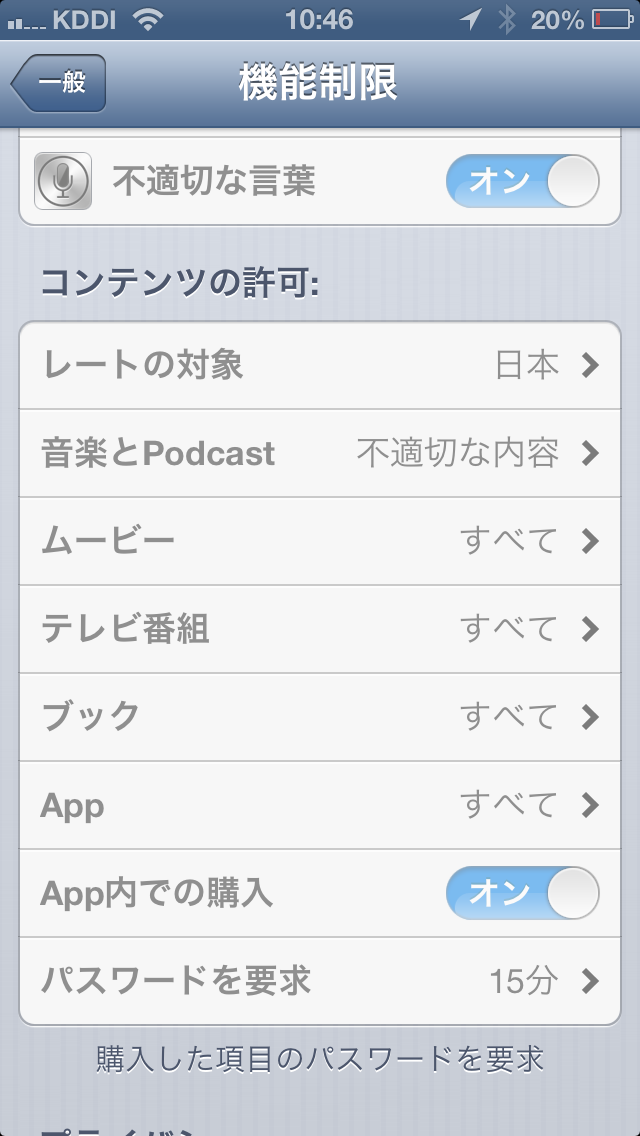 KDDI 10:46 20%
一般 機能制限
不適切な言葉 オン
コンテンツの許可:
レートの対象 日本
音楽とPodcast 不適切な内容
ムービー すべて
テレビ番組 すべて
ブック すべて
App すべて
App内での購入 オン
パスワードを要求 15分
購入した項目のパスワードを要求